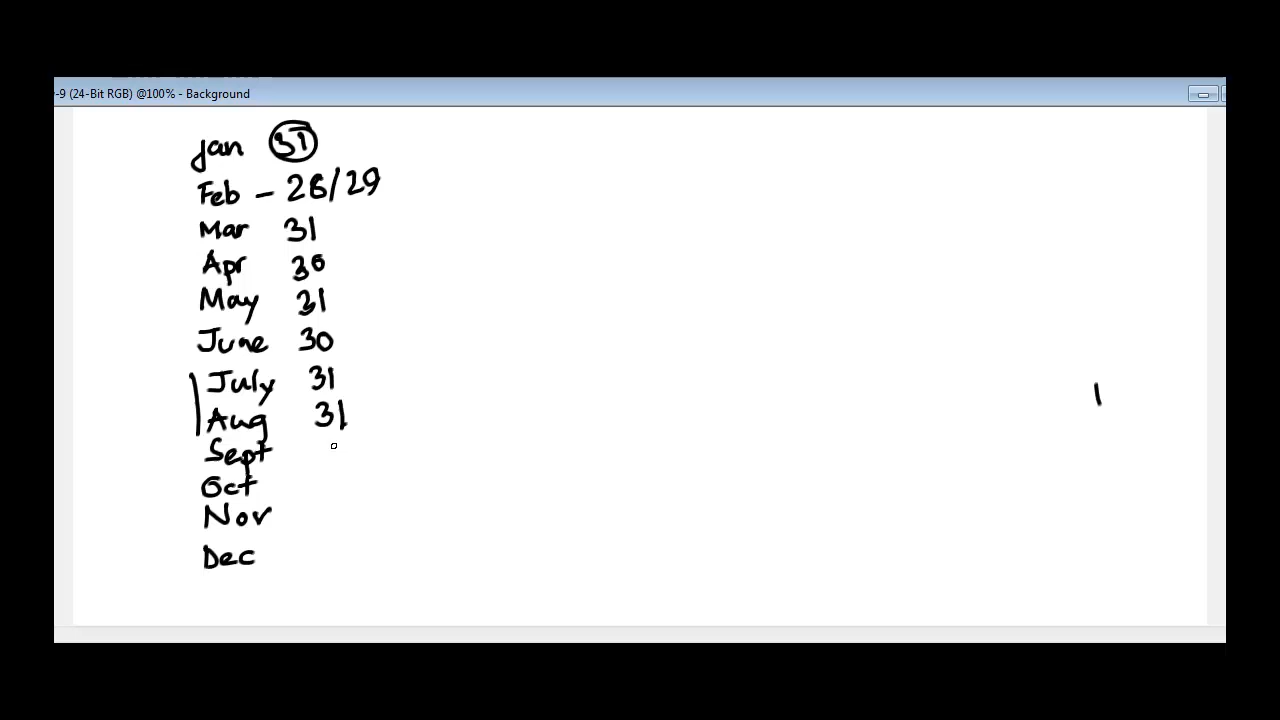 -9 (24-Bit RGB) @100% - Background
Jan 31
Feb - 28/29
Mar 31
Apr 30
May 31
June 30
July 31
Aug 31
Sept
Oct
Nov
Dec